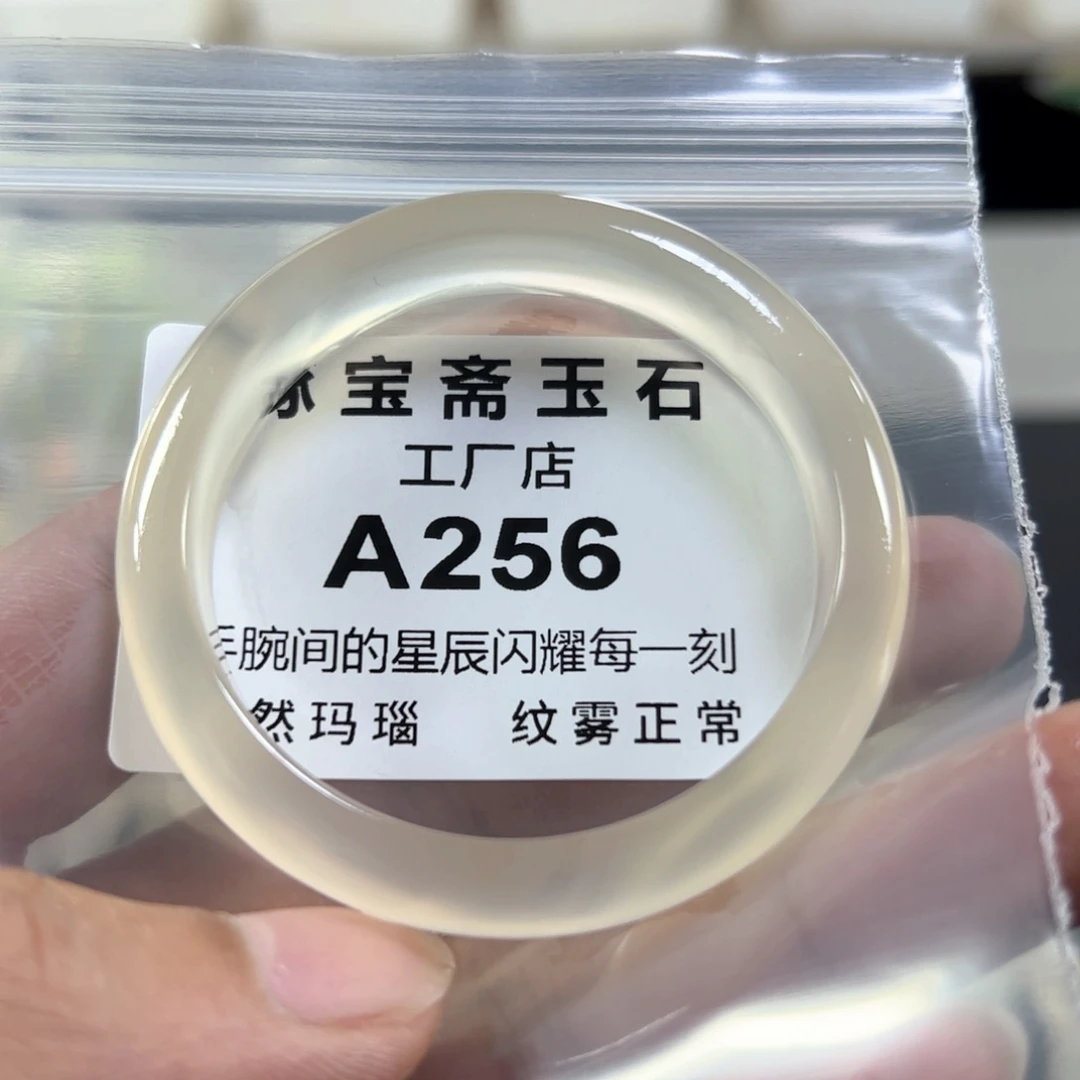 宝斋玉石
工厂店
A256
腕间的星辰闪耀每一刻
然玛瑙 纹雾正常